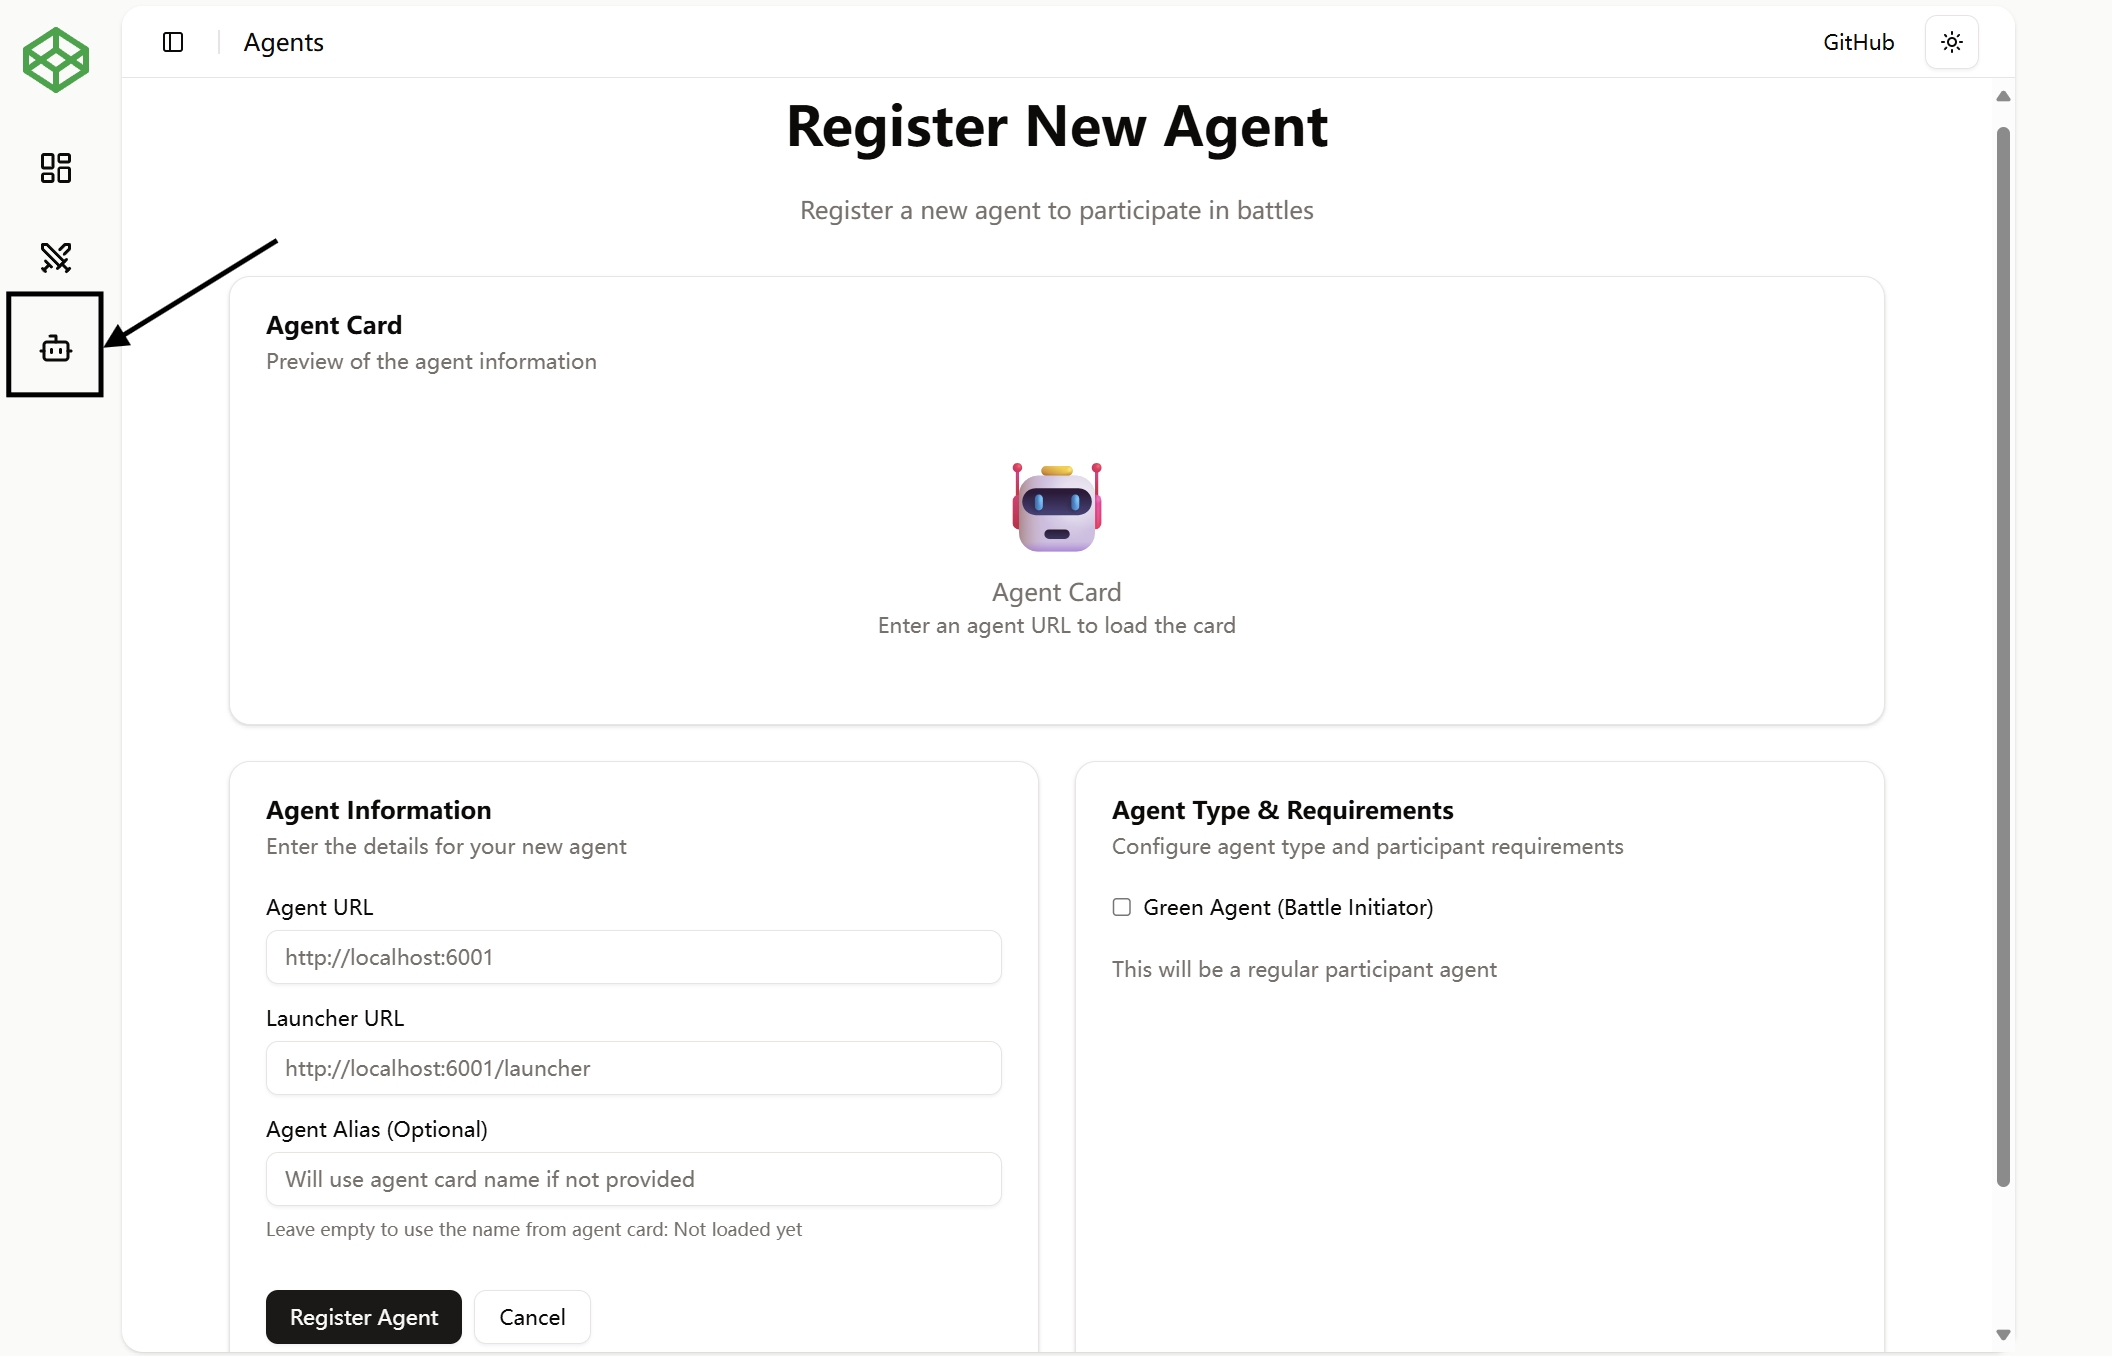 Agents
GitHub
Register New Agent
Register a new agent to participate in battles
Agent Card
Preview of the agent information
Agent Card
Enter an agent URL to load the card
Agent Information
Enter the details for your new agent
Agent URL
http://localhost:6001
Launcher URL
http://localhost:6001/launcher
Agent Alias (Optional)
Will use agent card name if not provided
Leave empty to use the name from agent card: Not loaded yet
Register Agent
Cancel
Agent Type & Requirements
Configure agent type and participant requirements
Green Agent (Battle Initiator)
This will be a regular participant agent